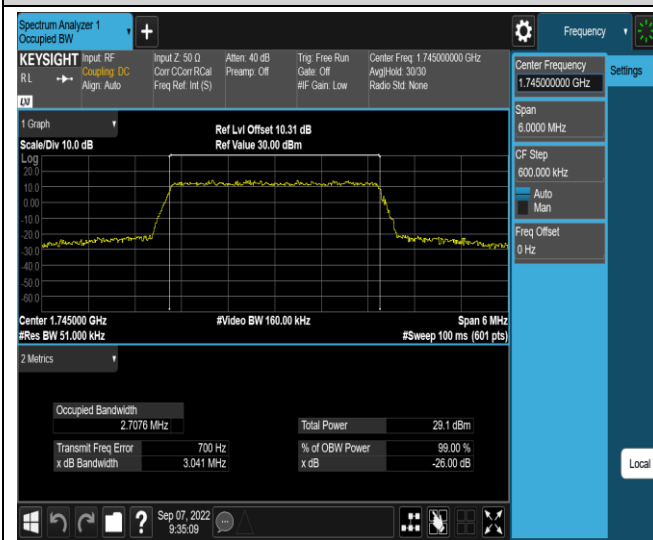 Spectrum Analyzer 1
Occupied BW
+
Frequency
KEYSIGHT
RL
LXI
Input: RF
Coupling: DC
Align: Auto
Input Z: 50 Ω
Corr CCorr RCal
Freq Ref: Int (S)
Atten: 40 dB
Preamp: Off
Trig: Free Run
Gate: Off
#IF Gain: Low
Center Freq: 1.745000000 GHz
Avg|Hold: 30/30
Radio Std: None
Center Frequency
1.745000000 GHz
Settings
Span
6.0000 MHz
CF Step
600.000 kHz
Auto
Man
Freq Offset
0 Hz
1 Graph
Scale/Div 10.0 dB
Ref Lvl Offset 10.31 dB
Ref Value 30.00 dBm
Log
20.0
10.0
0.00
-10.0
-20.0
-30.0
-40.0
-50.0
-60.0
Center 1.745000 GHz
#Video BW 160.00 kHz
Span 6 MHz
#Res BW 51.000 kHz
#Sweep 100 ms (601 pts)
2 Metrics
Occupied Bandwidth
2.7076 MHz
Total Power 29.1 dBm
Transmit Freq Error 700 Hz
% of OBW Power 99.00 %
x dB Bandwidth 3.041 MHz
x dB -26.00 dB
Local
?
Sep 07, 2022
9:35:09